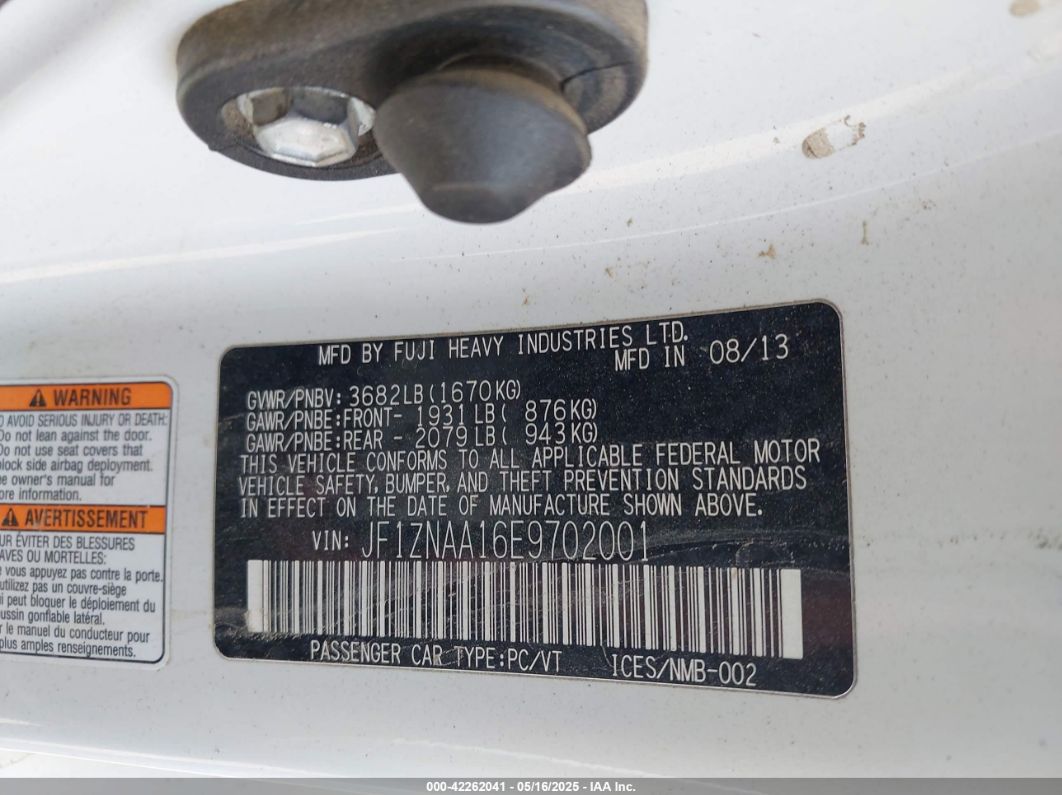 MFD BY FUJI HEAVY INDUSTRIES LTD.
MFD IN 08/13
GVWR/PNBV: 3682LB(1670KG)
GAWR/PNBE:FRONT- 1931LB( 876KG)
GAWR/PNBE:REAR - 2079LB( 943KG)
THIS VEHICLE CONFORMS TO ALL APPLICABLE FEDERAL MOTOR
VEHICLE SAFETY, BUMPER, AND THEFT PREVENTION STANDARDS
IN EFFECT ON THE DATE OF MANUFACTURE SHOWN ABOVE.
VIN: JF1ZNAA16E9702001
PASSENGER CAR TYPE:PC/VT ICES/NMB-002
WARNING
AVOID SERIOUS INJURY OR DEATH:
Do not lean against the door.
Do not use seat covers that
side airbag deployment.
owner's manual for
information.
AVERTISSEMENT
ÉVITER DES BLESSURES
OU MORTELLES:
vous appuyez pas contre la porte.
utilizez pas un couvre-siège
peut bloquer le déploiement du
gonflable latéral.
le manuel du conducteur pour
plus amples renseignements.
000-42262041 - 05/16/2025 - IAA Inc.